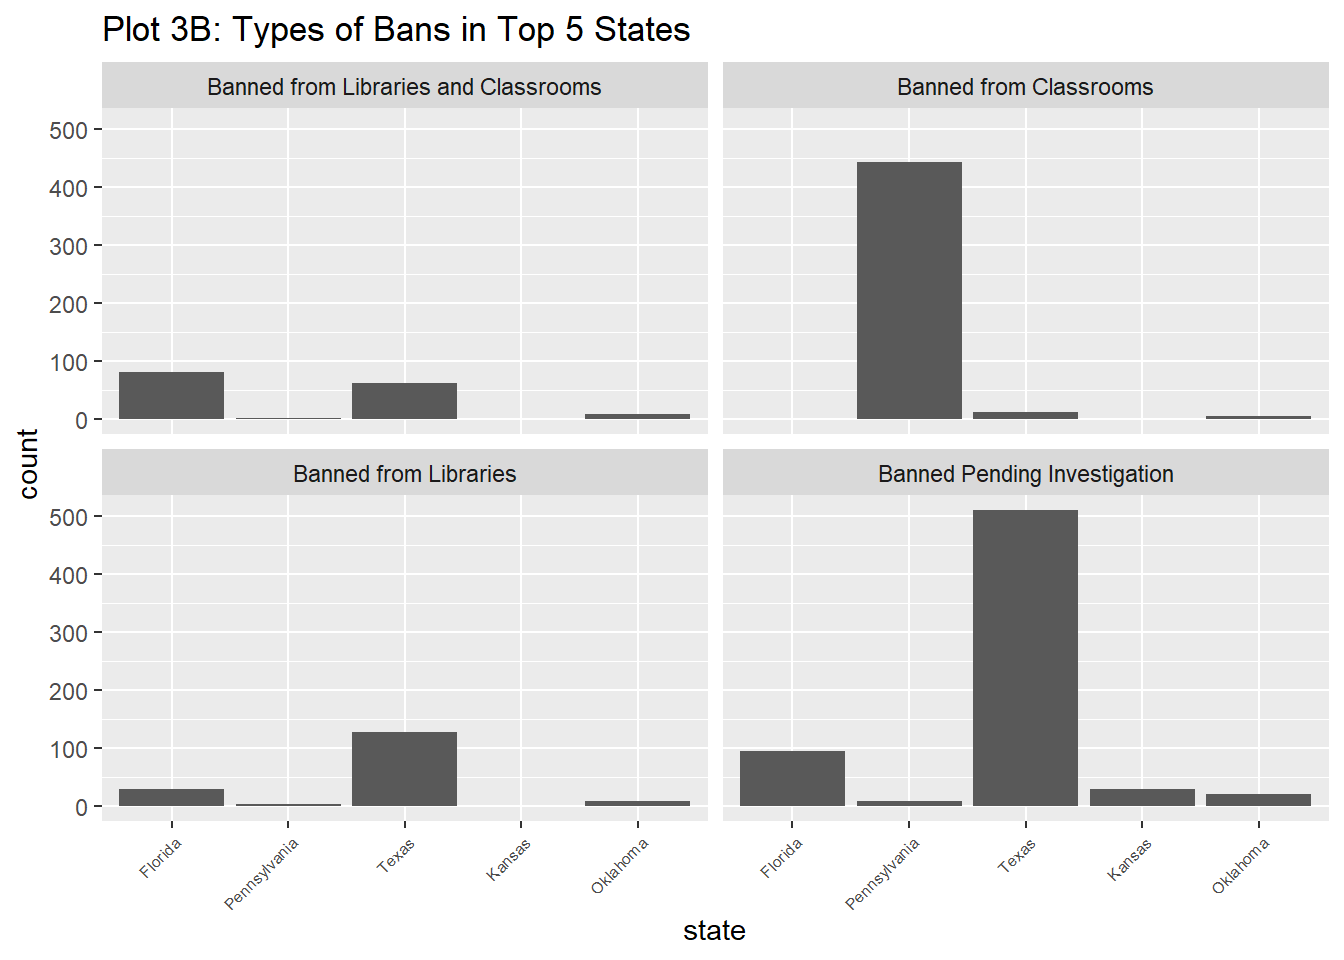 Plot 3B: Types of Bans in Top 5 States
Banned from Libraries and Classrooms
Banned from Classrooms
500
400
300
200
100
0
count
Banned from Libraries
Banned Pending Investigation
500
400
300
200
100
0
Florida
Pennsylvania
Texas
Kansas
Oklahoma
Florida
Pennsylvania
Texas
Kansas
Oklahoma
state